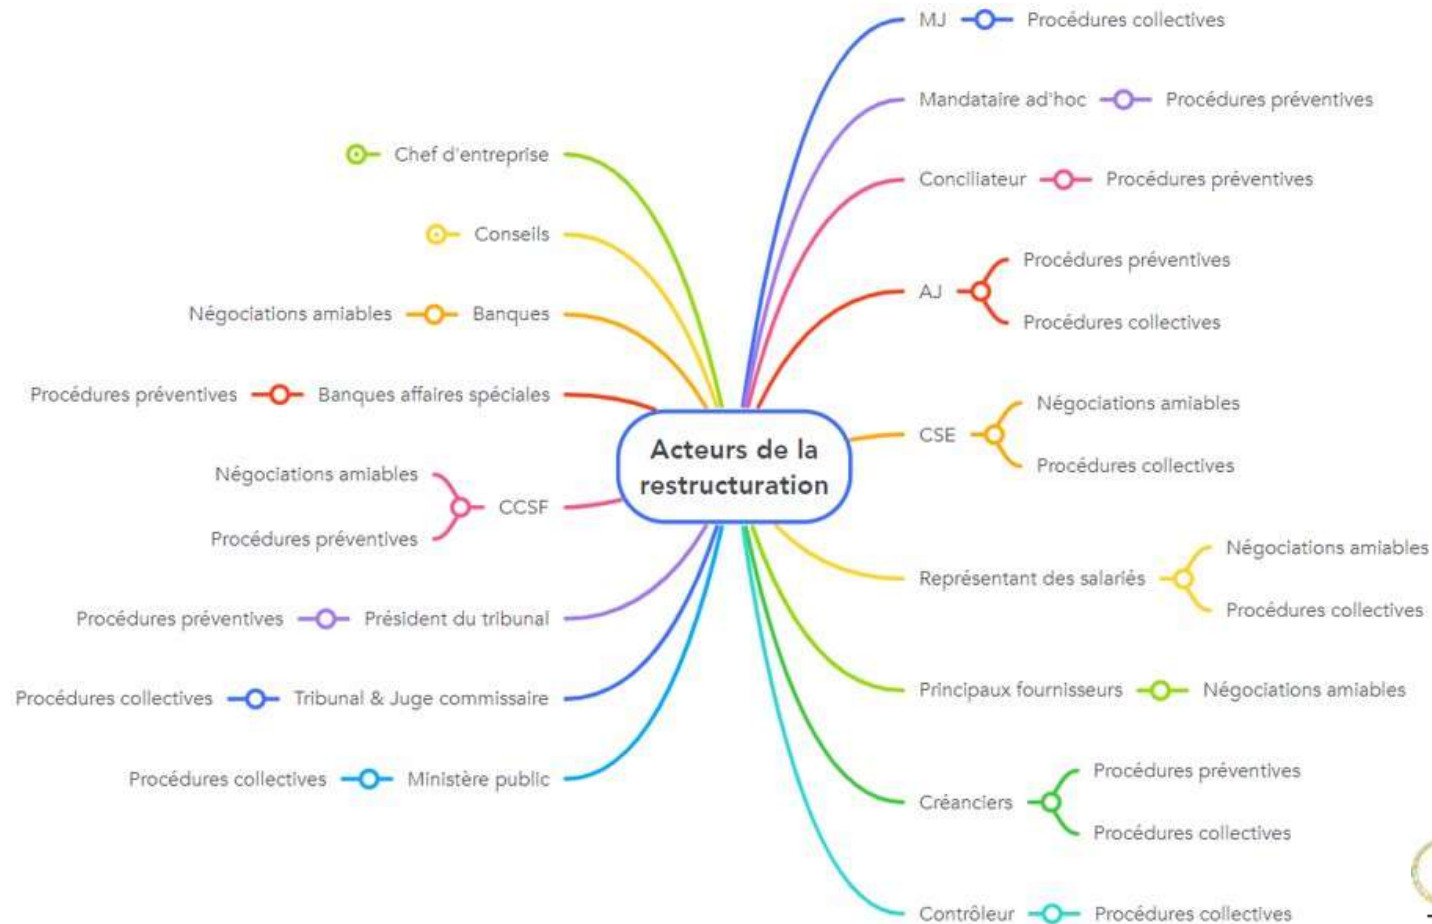 Acteurs de la
restructuration
Chef d'entreprise
Conseils
Négociations amiables
Banques
Procédures préventives
Banques affaires spéciales
Négociations amiables
Procédures préventives
CCSF
Procédures préventives
Président du tribunal
Procédures collectives
Tribunal & Juge commissaire
Procédures collectives
Ministère public
MJ
Procédures collectives
Mandataire ad'hoc
Procédures préventives
Conciliateur
Procédures préventives
AJ
Procédures préventives
Procédures collectives
CSE
Négociations amiables
Procédures collectives
Représentant des salariés
Négociations amiables
Procédures collectives
Principaux fournisseurs
Négociations amiables
Créanciers
Procédures préventives
Procédures collectives
Contrôleur
Procédures collectives